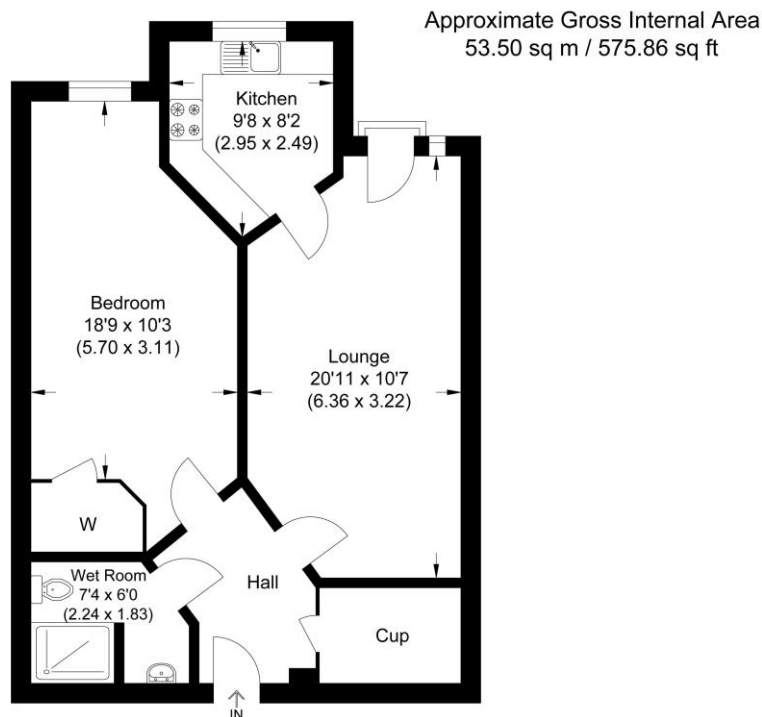 Approximate Gross Internal Area
53.50 sq m / 575.86 sq ft
Kitchen
9'8 x 8'2
(2.95 x 2.49)
Bedroom
18'9 x 10'3
(5.70 x 3.11)
Lounge
20'11 x 10'7
(6.36 x 3.22)
W
Wet Room
7'4 x 6'0
(2.24 x 1.83)
Hall
Cup
IN